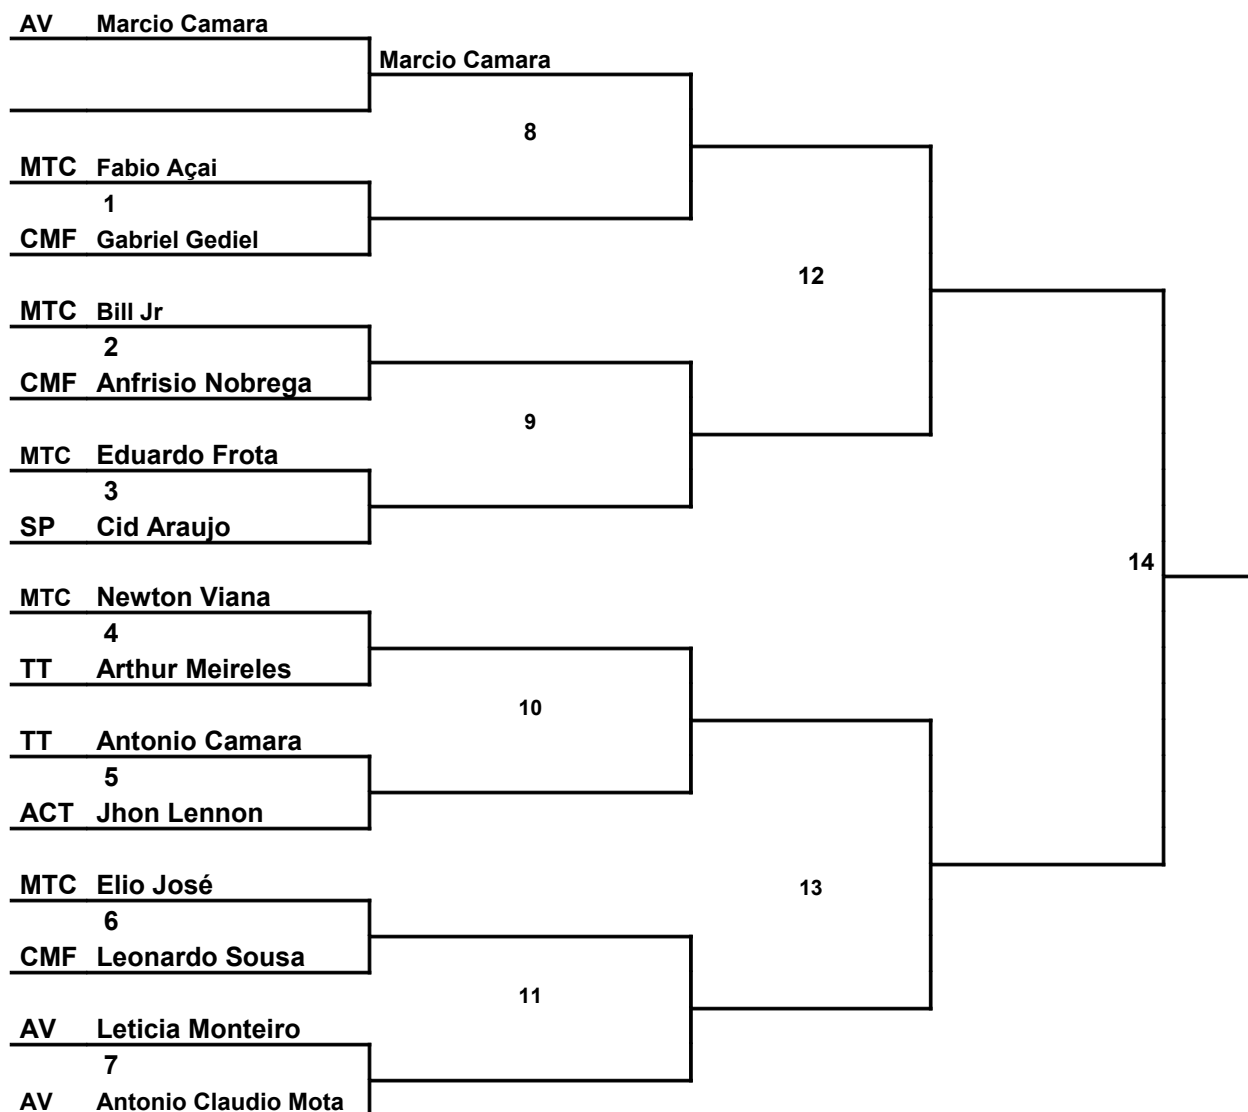 AV Marcio Camara
Marcio Camara
8
MTC Fabio Açai
1
CMF Gabriel Gediel
12
MTC Bill Jr
2
CMF Anfrisio Nobrega
9
MTC Eduardo Frota
3
SP Cid Araujo
14
MTC Newton Viana
4
TT Arthur Meireles
10
TT Antonio Camara
5
ACT Jhon Lennon
MTC Elio José
13
6
CMF Leonardo Sousa
11
AV Leticia Monteiro
7
AV Antonio Claudio Mota